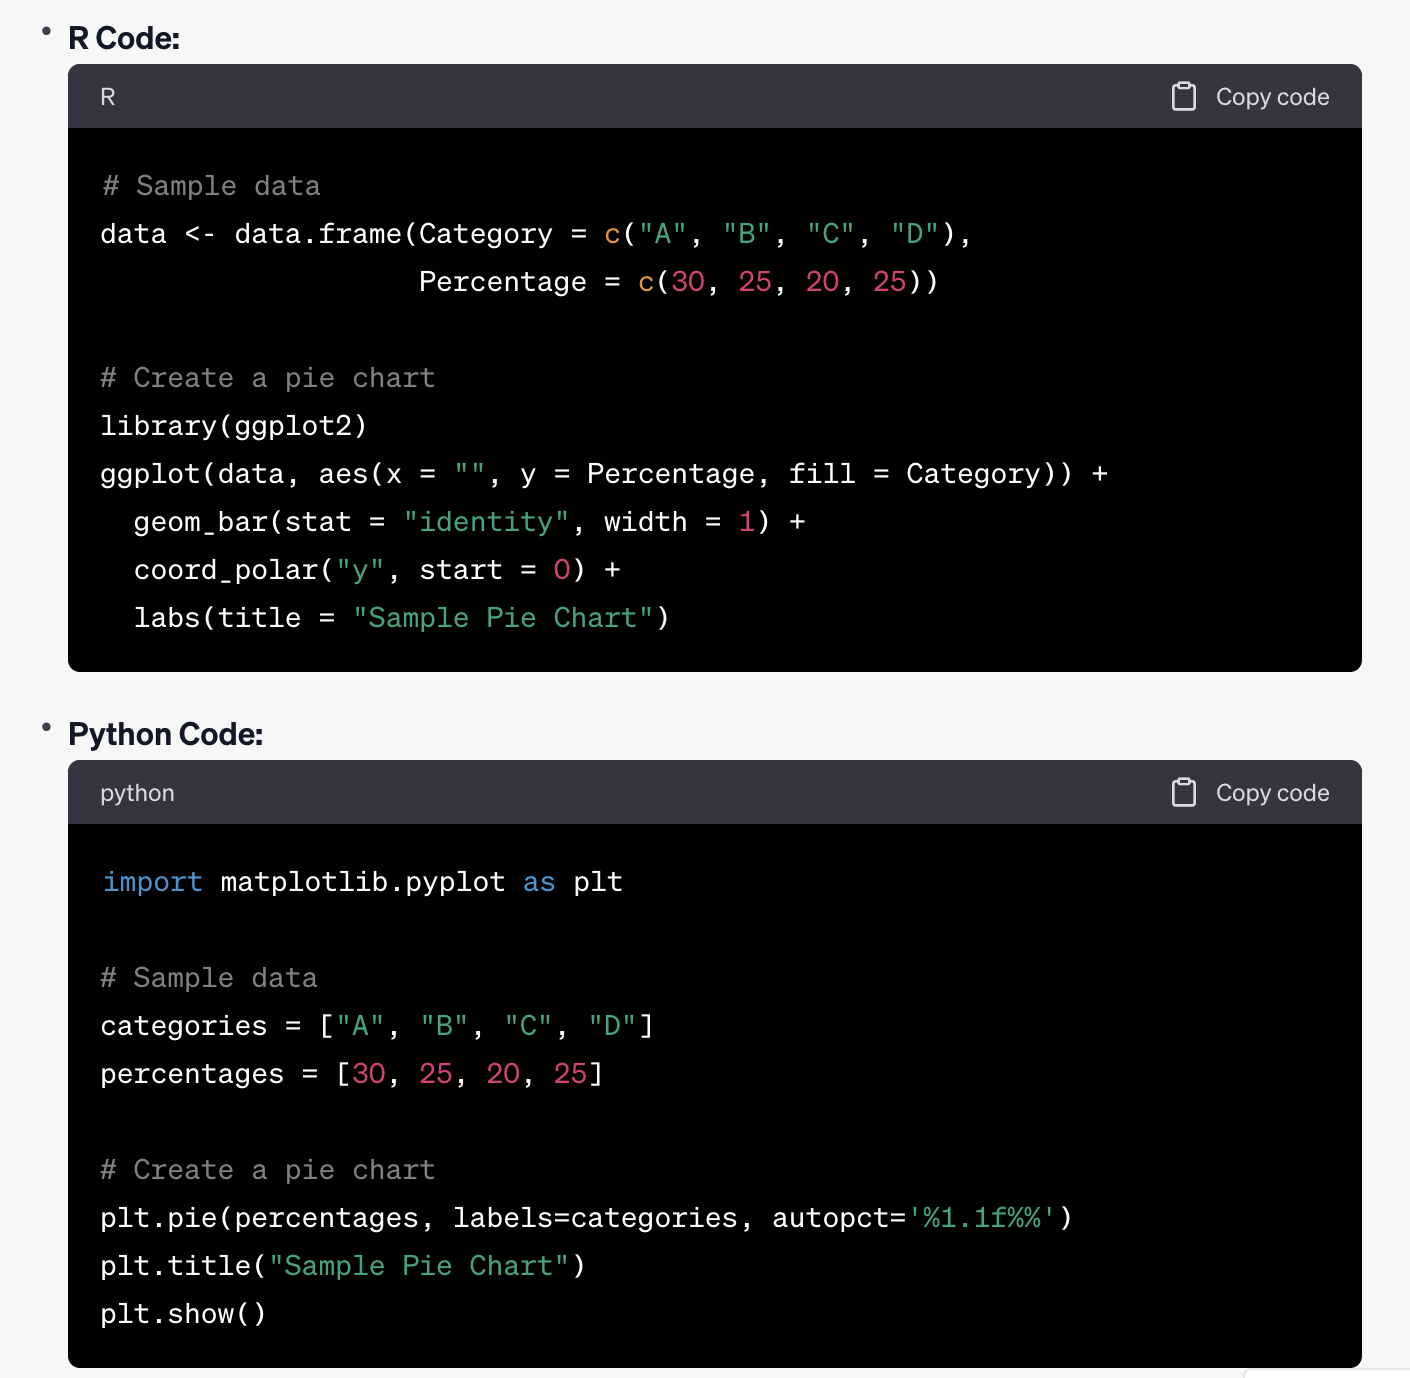 • R Code:
R Copy code
# Sample data
data <- data.frame(Category = c("A", "B", "C", "D"),
                   Percentage = c(30, 25, 20, 25))
# Create a pie chart
library(ggplot2)
ggplot(data, aes(x = "", y = Percentage, fill = Category)) +
  geom_bar(stat = "identity", width = 1) +
  coord_polar("y", start = 0) +
  labs(title = "Sample Pie Chart")
• Python Code:
python Copy code
import matplotlib.pyplot as plt
# Sample data
categories = ["A", "B", "C", "D"]
percentages = [30, 25, 20, 25]
# Create a pie chart
plt.pie(percentages, labels=categories, autopct='%1.1f%%')
plt.title("Sample Pie Chart")
plt.show()